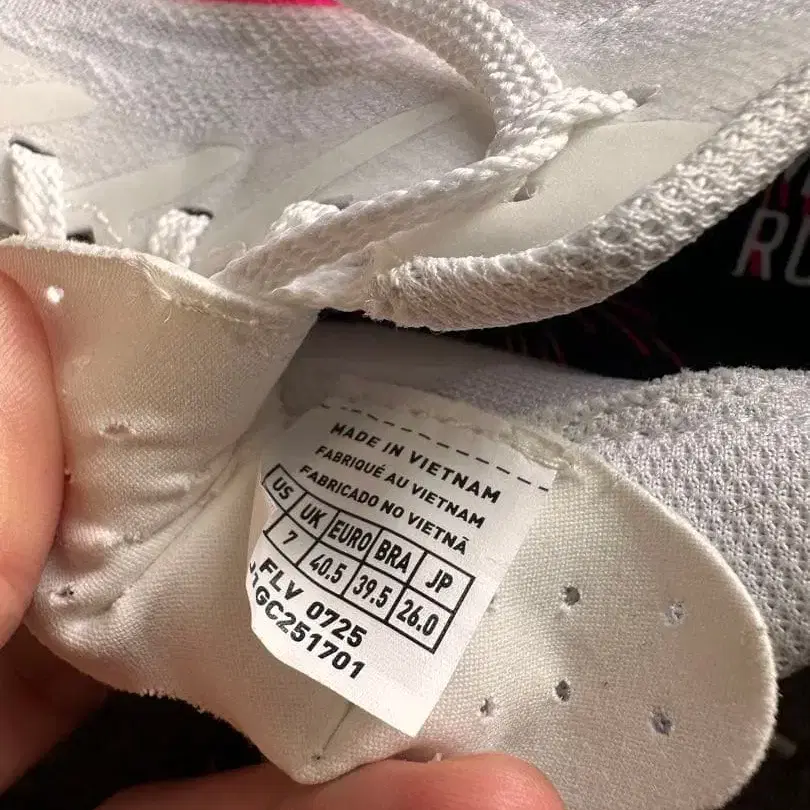 MADE IN VIETNAM
FABRIQUÉ AU VIETNAM
FABRICADO NO VIETNÃ
US UK EURO BRA JP
7 40.5 39.5 26.0
FLV 0725
GC251701